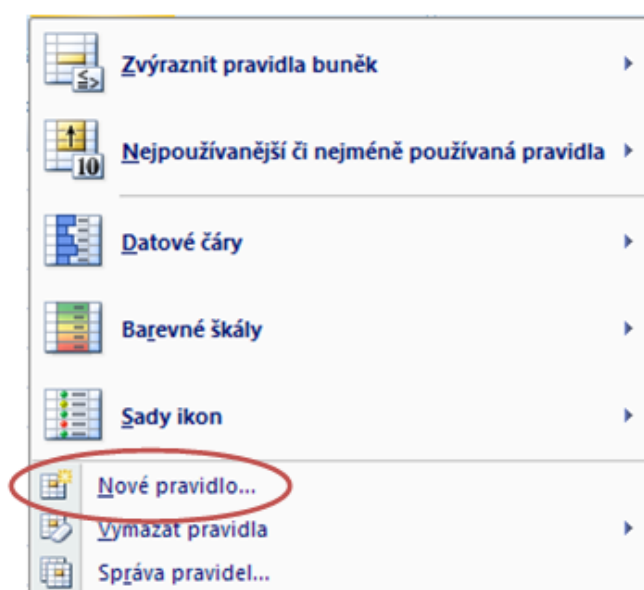 Zvýraznit pravidla buněk
10
Nejpoužívanější či nejméně používaná pravidla
Datové čáry
Barevné škály
Sady ikon
Nové pravidlo...
Vymazat pravidla
Správa pravidel...